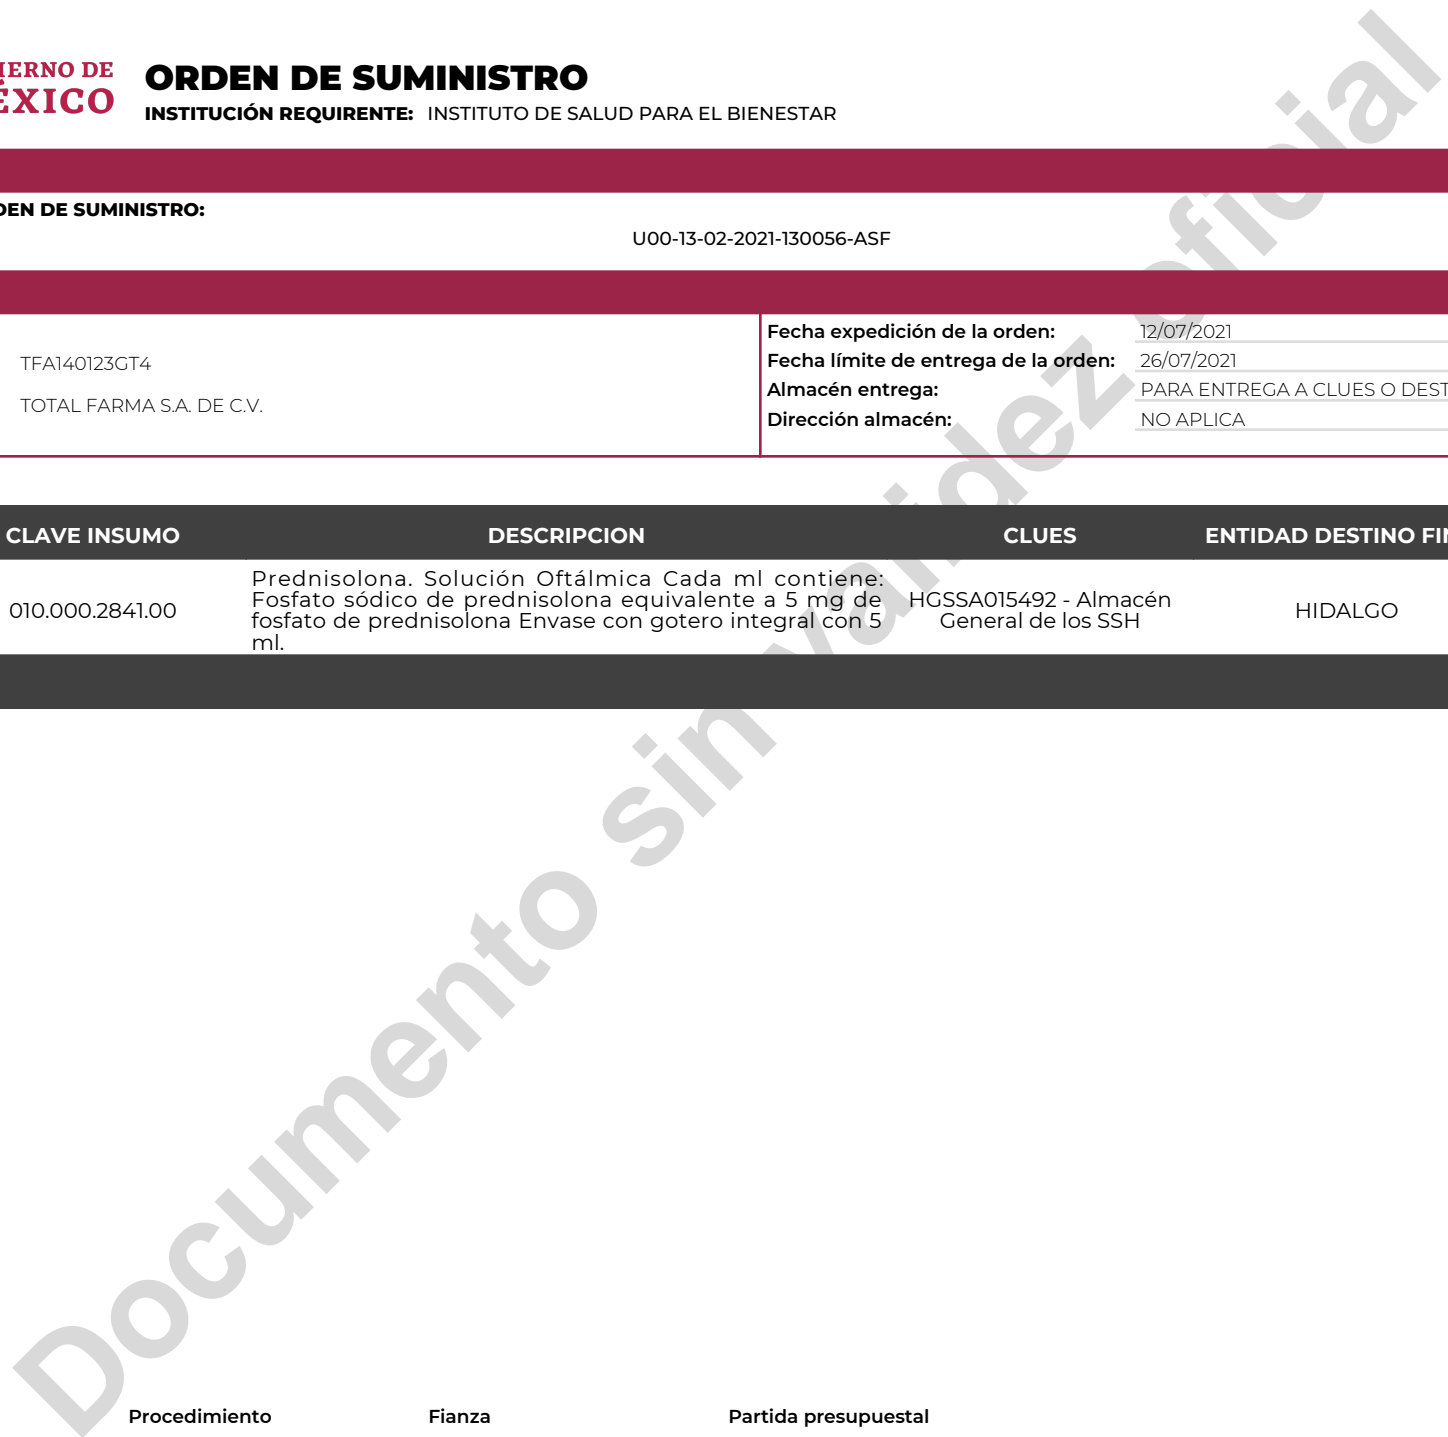 IERNO DE
ÉXICO
ORDEN DE SUMINISTRO
INSTITUCIÓN REQUIRENTE: INSTITUTO DE SALUD PARA EL BIENESTAR
DEN DE SUMINISTRO:
U00-13-02-2021-130056-ASF
TFA140123GT4
TOTAL FARMA S.A. DE C.V.
Fecha expedición de la orden: 12/07/2021
Fecha límite de entrega de la orden: 26/07/2021
Almacén entrega: PARA ENTREGA A CLUES O DEST
Dirección almacén: NO APLICA
CLAVE INSUMO DESCRIPCION CLUES ENTIDAD DESTINO FIN
010.000.2841.00
Prednisolona. Solución Oftálmica Cada ml contiene:
Fosfato sódico de prednisolona equivalente a 5 mg de
fosfato de prednisolona Envase con gotero integral con 5
ml.
HGSSA015492 - Almacén
General de los SSH
HIDALGO
Documento sin validez oficial
Procedimiento Fianza Partida presupuestal